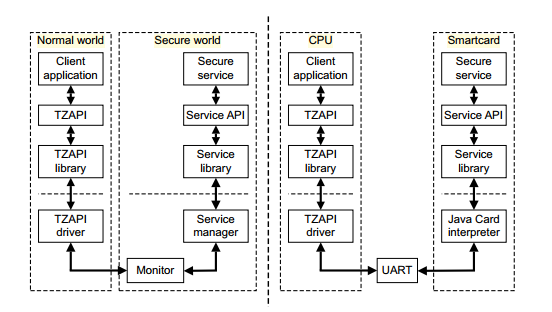 Normal world
Secure world
CPU
Smartcard
Client
application
Secure
service
Client
application
Secure
service
TZAPI
Service API
TZAPI
Service API
TZAPI
library
Service
library
TZAPI
library
Service
library
TZAPI
driver
Service
manager
TZAPI
driver
Java Card
interpreter
Monitor
UART